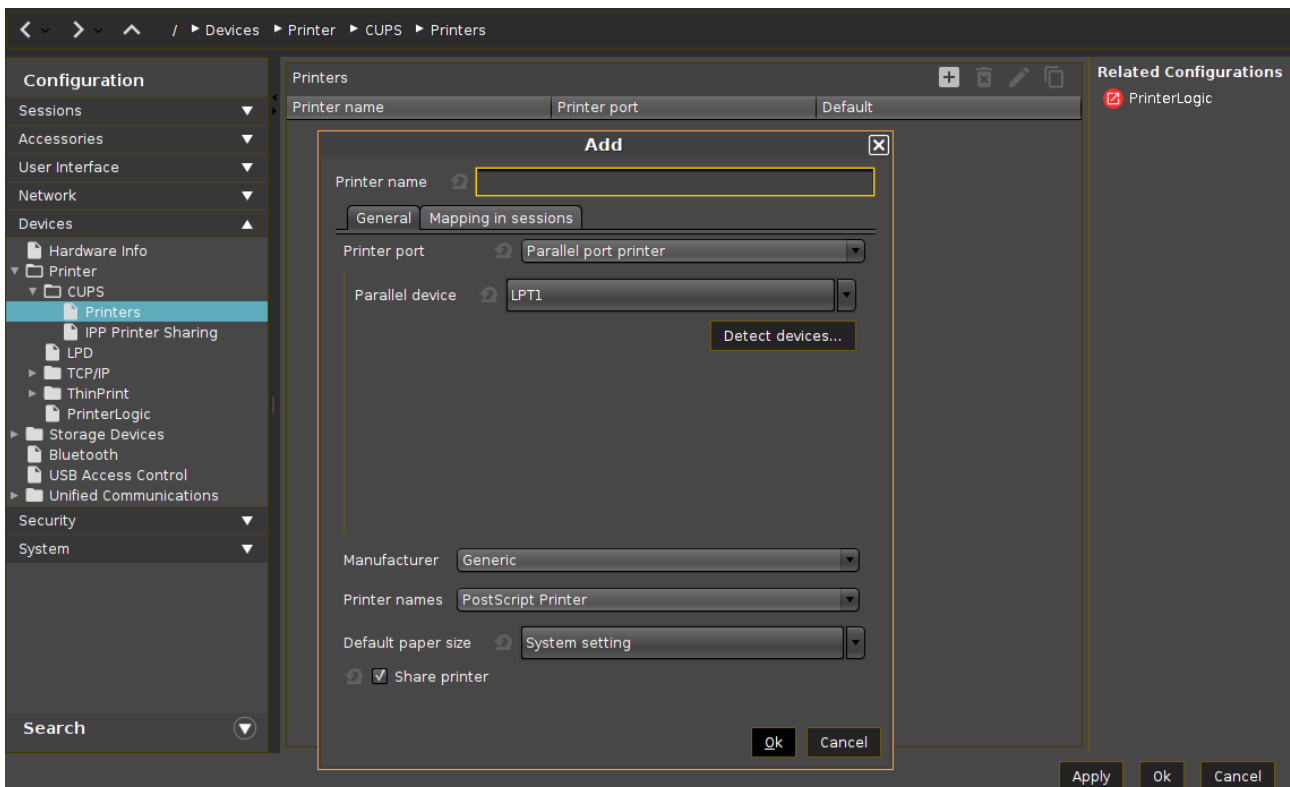 / Devices Printer CUPS Printers
Configuration
Sessions
Accessories
User Interface
Network
Devices
Hardware Info
Printer
CUPS
Printers
IPP Printer Sharing
LPD
TCP/IP
ThinPrint
PrinterLogic
Storage Devices
Bluetooth
USB Access Control
Unified Communications
Security
System
Search
Printers
Printer name Printer port Default
Add
Printer name
General Mapping in sessions
Printer port Parallel port printer
Parallel device LPT1
Detect devices...
Manufacturer Generic
Printer names PostScript Printer
Default paper size System setting
Share printer
Ok Cancel
Related Configurations
PrinterLogic
Apply Ok Cancel